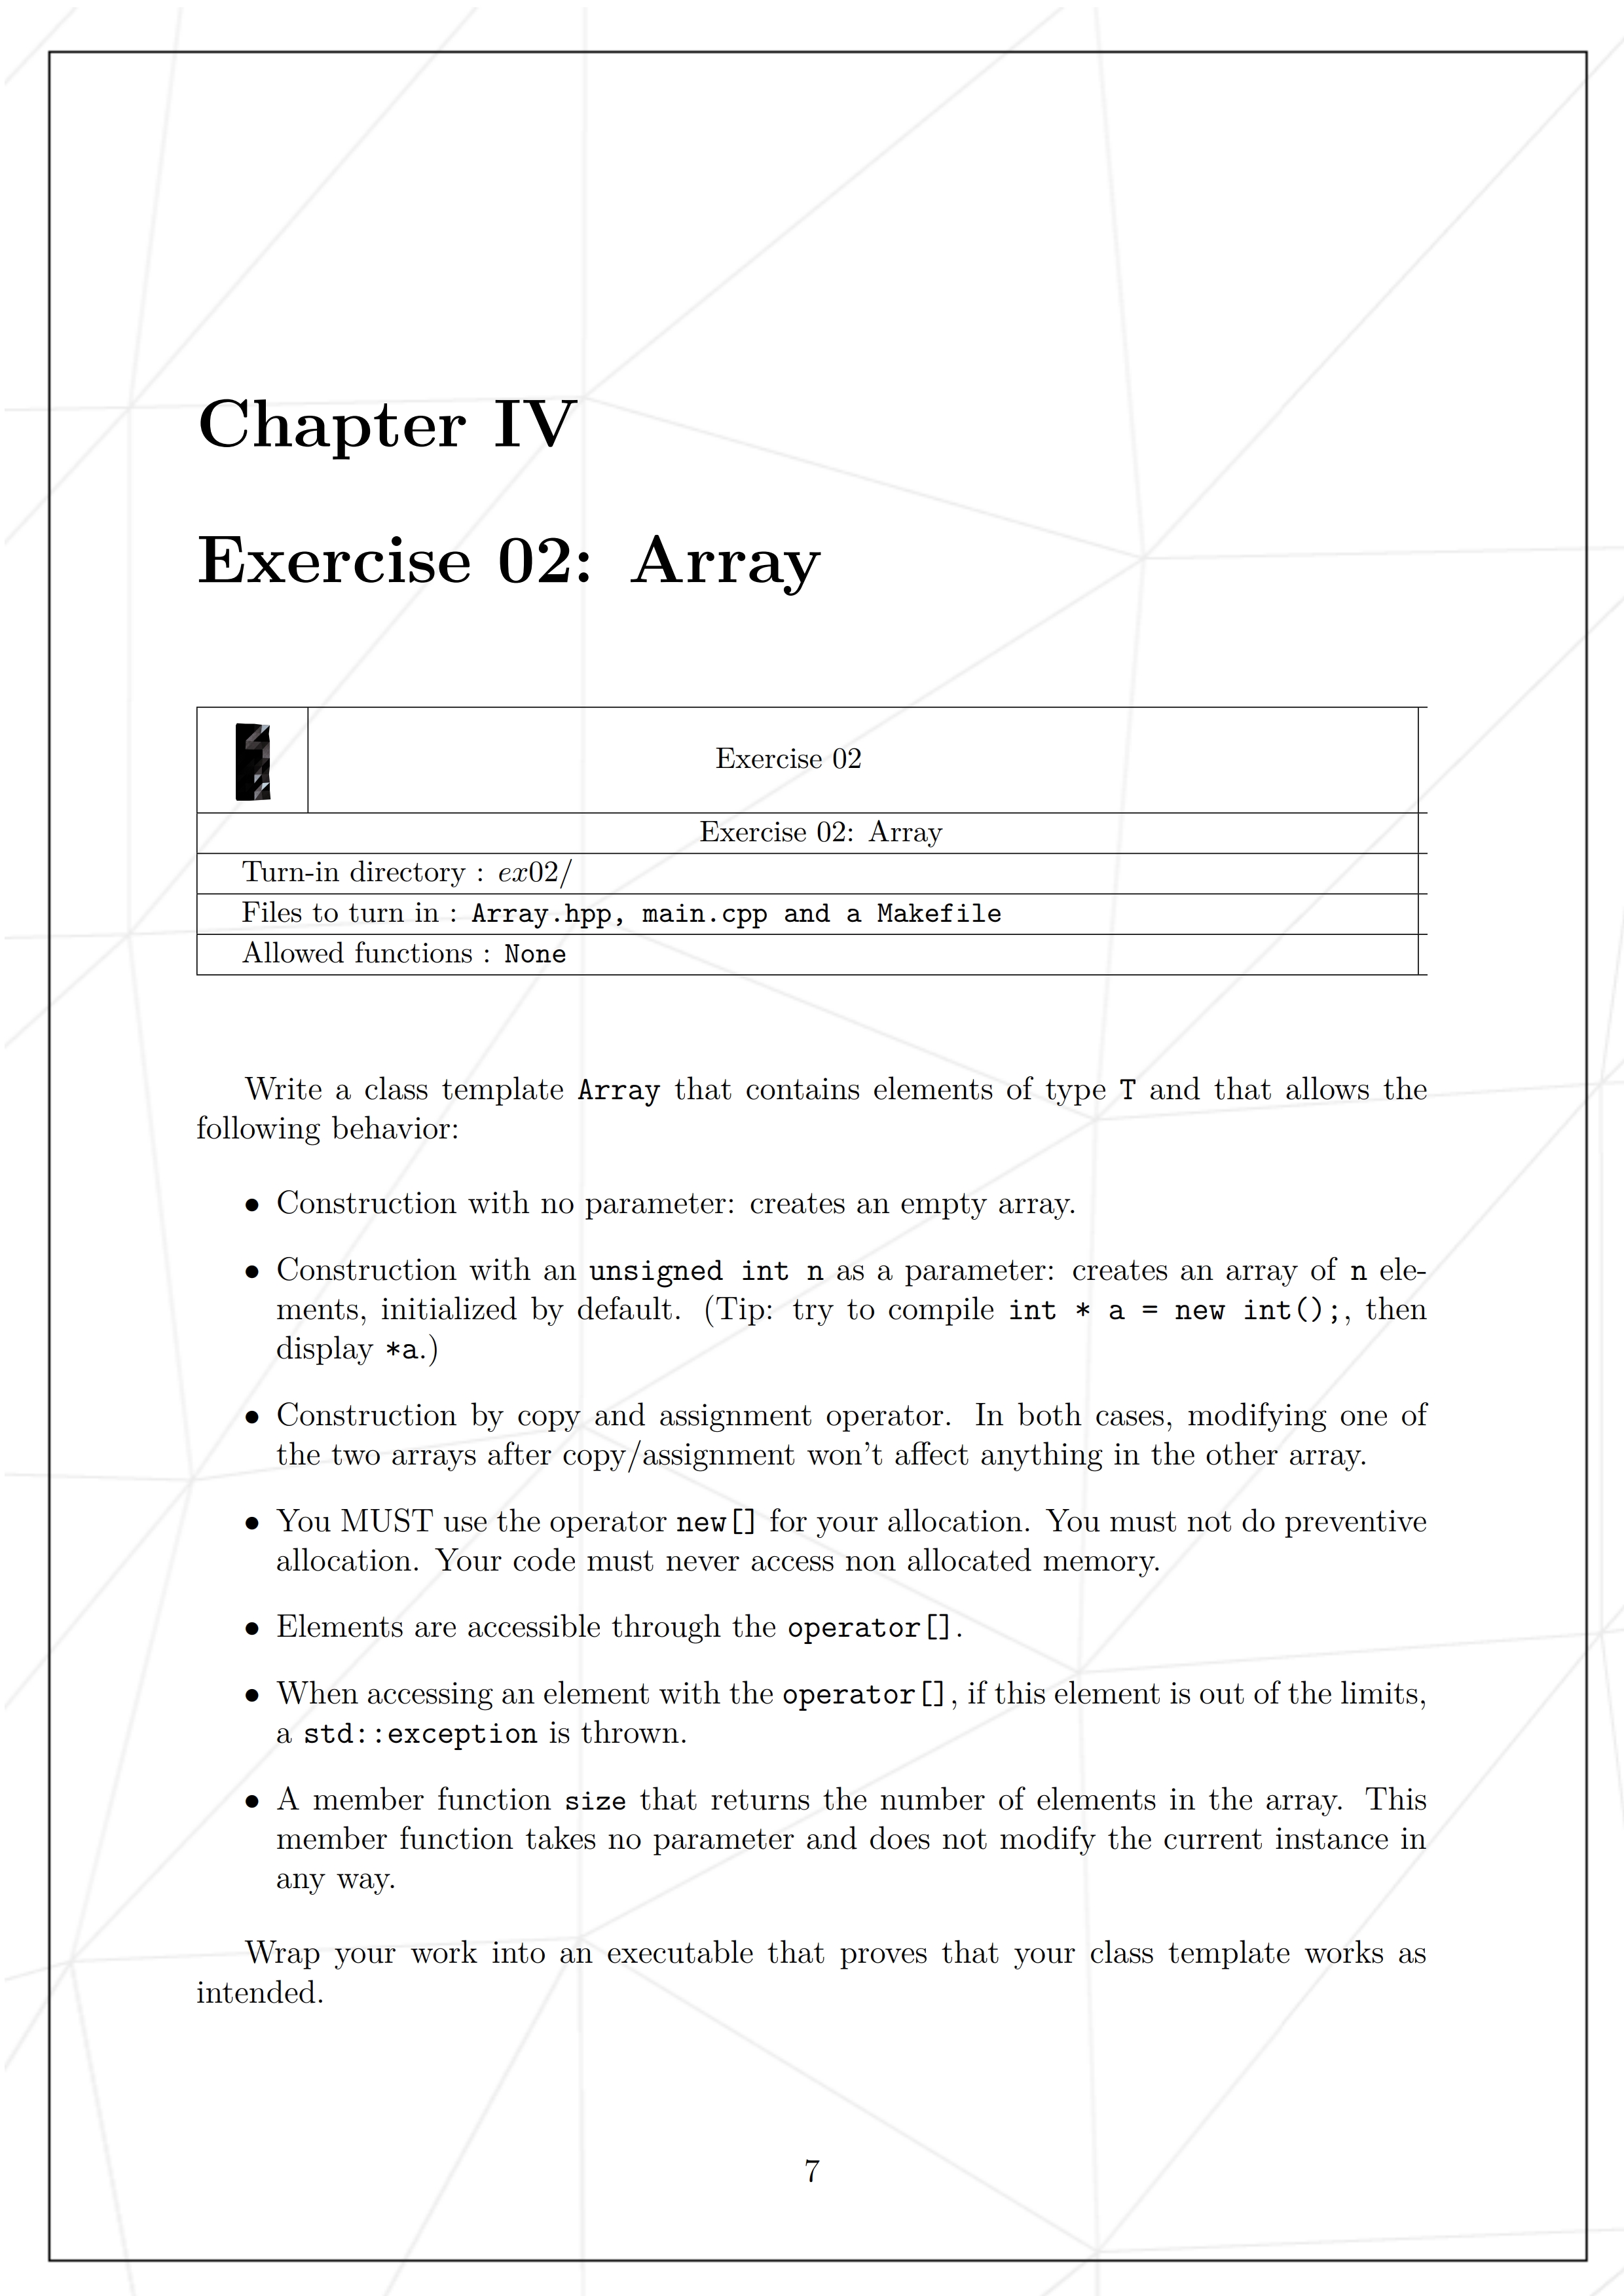 Chapter IV
Exercise 02: Array
Exercise 02
Exercise 02: Array
Turn-in directory : ex02/
Files to turn in : Array.hpp, main.cpp and a Makefile
Allowed functions : None
Write a class template Array that contains elements of type T and that allows the
following behavior:
• Construction with no parameter: creates an empty array.
• Construction with an unsigned int n as a parameter: creates an array of n ele-
ments, initialized by default. (Tip: try to compile int * a = new int();, then
display *a.)
• Construction by copy and assignment operator. In both cases, modifying one of
the two arrays after copy/assignment won't affect anything in the other array.
• You MUST use the operator new[] for your allocation. You must not do preventive
allocation. Your code must never access non allocated memory.
• Elements are accessible through the operator[].
• When accessing an element with the operator[], if this element is out of the limits,
a std::exception is thrown.
• A member function size that returns the number of elements in the array. This
member function takes no parameter and does not modify the current instance in
any way.
Wrap your work into an executable that proves that your class template works as
intended.
7